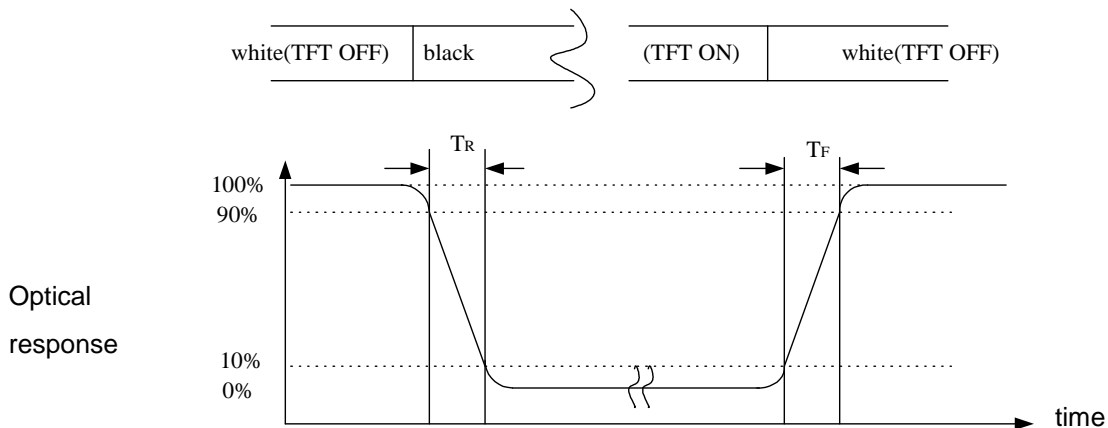 white(TFT OFF) black (TFT ON) white(TFT OFF)
TR TF
100%
90%
Optical
response
10%
0%
time